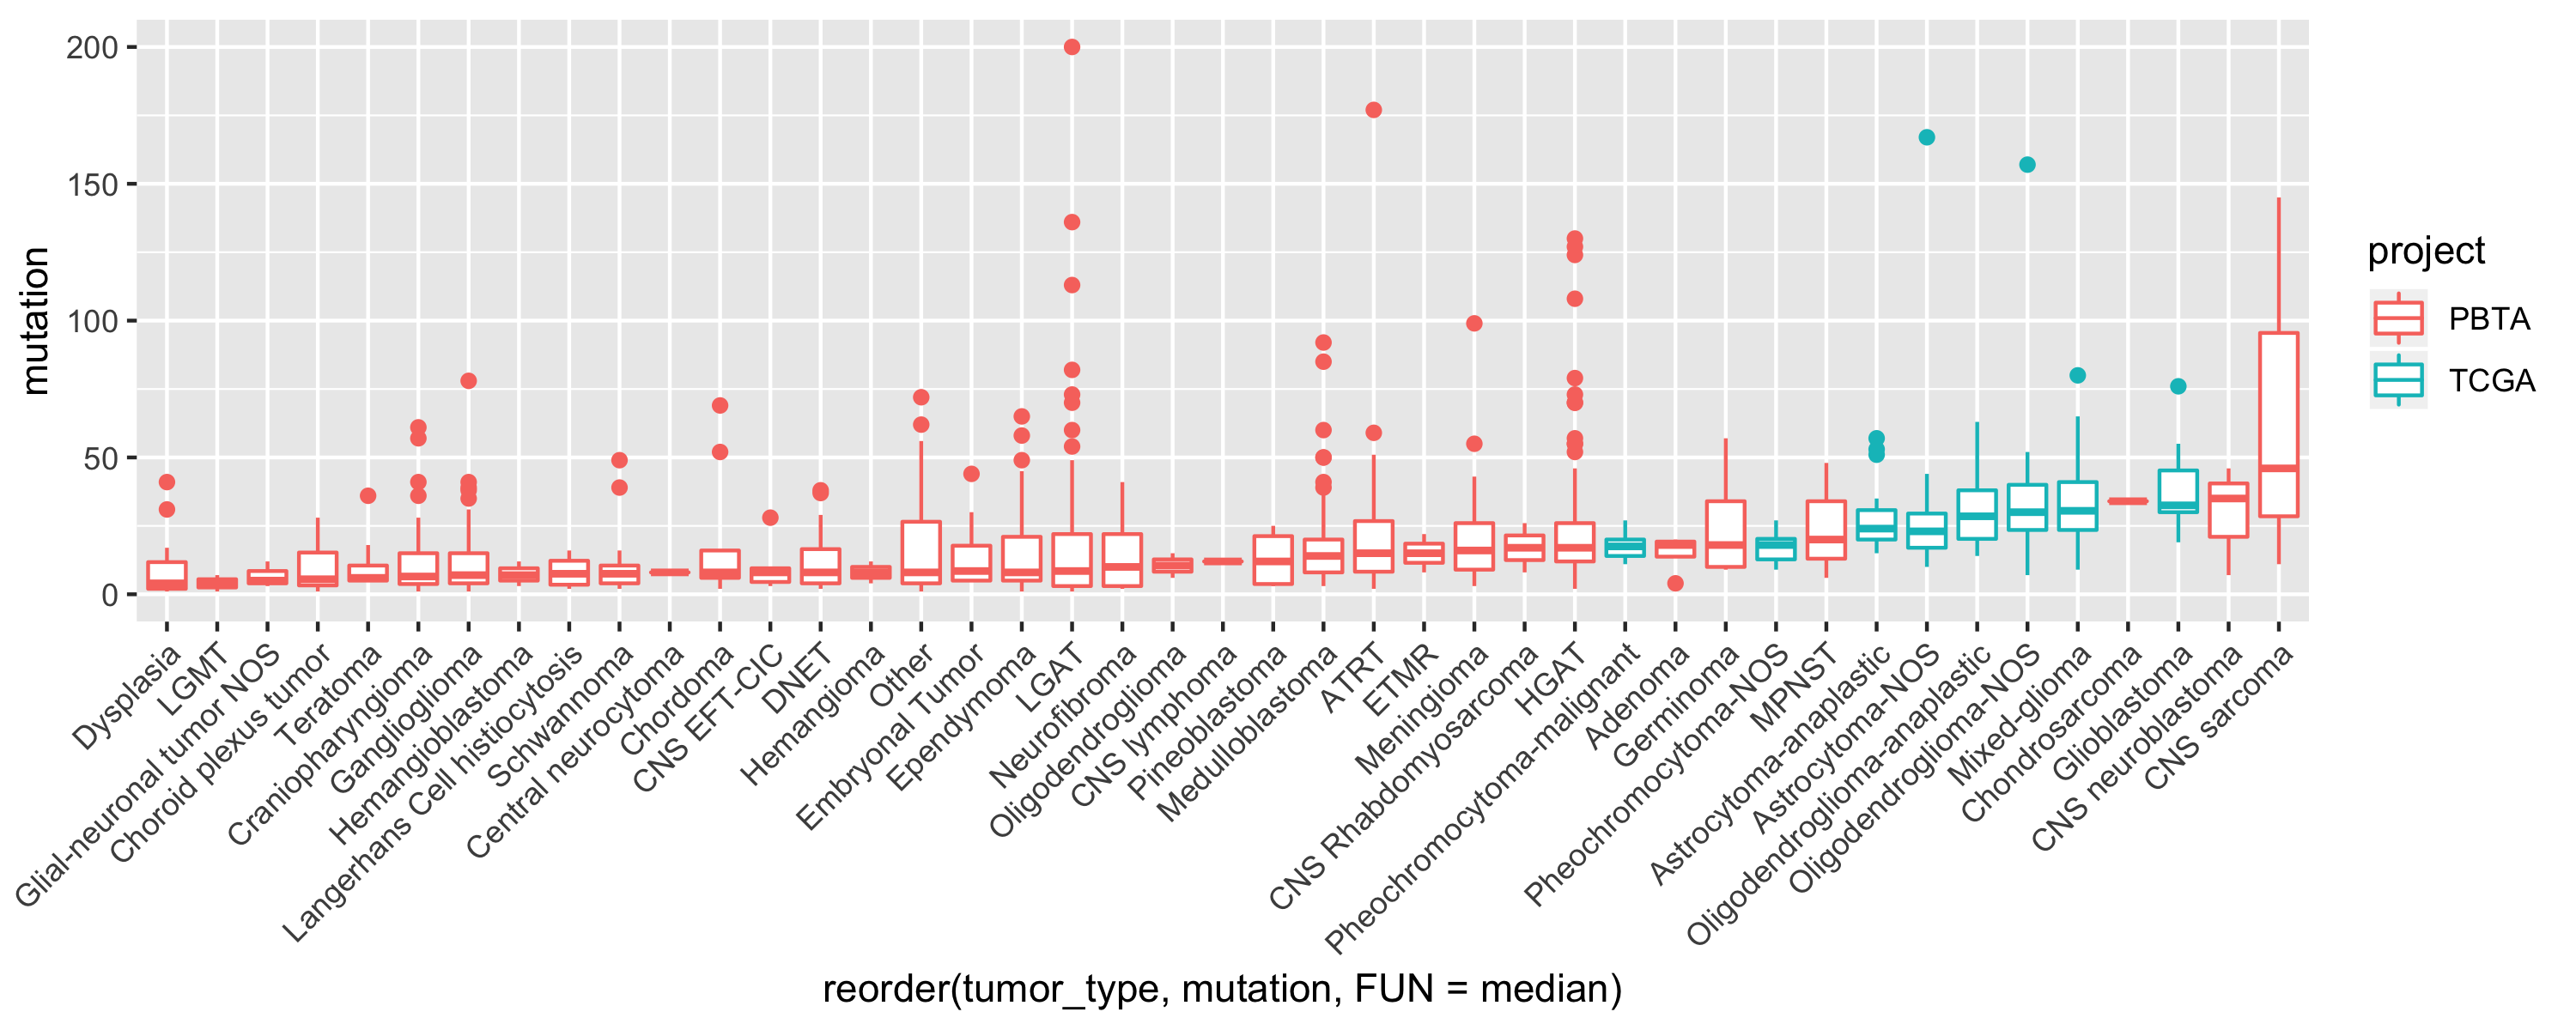 200
150
100
50
0
mutation
Dysplasia
LGMT
Glial-neuronal tumor NOS
Choroid plexus tumor
Teratoma
Craniopharyngioma
Ganglioglioma
Hemangioblastoma
Langerhans Cell histiocytosis
Schwannoma
Central neurocytoma
Chordoma
CNS EFT-CIC
DNET
Hemangioma
Other
Embryonal Tumor
Ependymoma
LGAT
Neurofibroma
Oligodendroglioma
CNS lymphoma
Pineoblastoma
Medulloblastoma
ATRT
ETMR
Meningioma
CNS Rhabdomyosarcoma
HGAT
Pheochromocytoma-malignant
Adenoma
Germinoma
Pheochromocytoma-NOS
MPNST
Astrocytoma-anaplastic
Astrocytoma-NOS
Oligodendroglioma-anaplastic
Oligodendroglioma-NOS
Mixed-glioma
Chondrosarcoma
Glioblastoma
CNS neuroblastoma
CNS sarcoma
reorder(tumor_type, mutation, FUN = median)
project
PBTA
TCGA